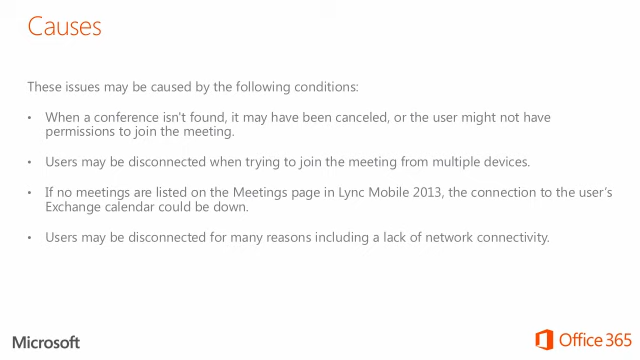 Causes
These issues may be caused by the following conditions:
• When a conference isn't found, it may have been canceled, or the user might not have
permissions to join the meeting.
• Users may be disconnected when trying to join the meeting from multiple devices.
• If no meetings are listed on the Meetings page in Lync Mobile 2013, the connection to the user's
Exchange calendar could be down.
• Users may be disconnected for many reasons including a lack of network connectivity.
Microsoft
Office 365